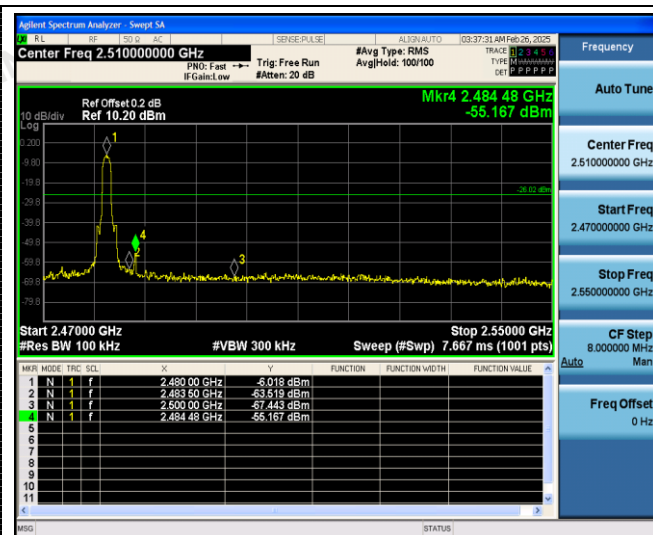 Agilent Spectrum Analyzer - Swept SA
RL RF 50 Ω AC SENSE:PULSE ALIGN AUTO 03:37:31 AM Feb 26, 2025
Center Freq 2.510000000 GHz
PNO: Fast
IFGain:Low
Trig: Free Run
#Atten: 20 dB
#Avg Type: RMS
Avg|Hold: 100/100
TRACE 1 2 3 4 5 6
TYPE M
DET P P P P P P
Mkr4 2.484 48 GHz
-55.167 dBm
Ref Offset 0.2 dB
10 dB/div Ref 10.20 dBm
Log
0.200
-9.80
-19.8
-29.8
-39.8
-49.8
-59.8
-69.8
-79.8
-26.02 dBm
1
2
3
4
Start 2.47000 GHz Stop 2.55000 GHz
#Res BW 100 kHz #VBW 300 kHz Sweep (#Swp) 7.667 ms (1001 pts)
MKR MODE TRC SCL X Y FUNCTION FUNCTION WIDTH FUNCTION VALUE
1 N 1 f 2.480 00 GHz -6.018 dBm
2 N 1 f 2.483 50 GHz -63.519 dBm
3 N 1 f 2.500 00 GHz -67.443 dBm
4 N 1 f 2.484 48 GHz -55.167 dBm
5
6
7
8
9
10
11
MSG STATUS
Frequency
Auto Tune
Center Freq
2.510000000 GHz
Start Freq
2.470000000 GHz
Stop Freq
2.550000000 GHz
CF Step
8.000000 MHz
Auto Man
Freq Offset
0 Hz